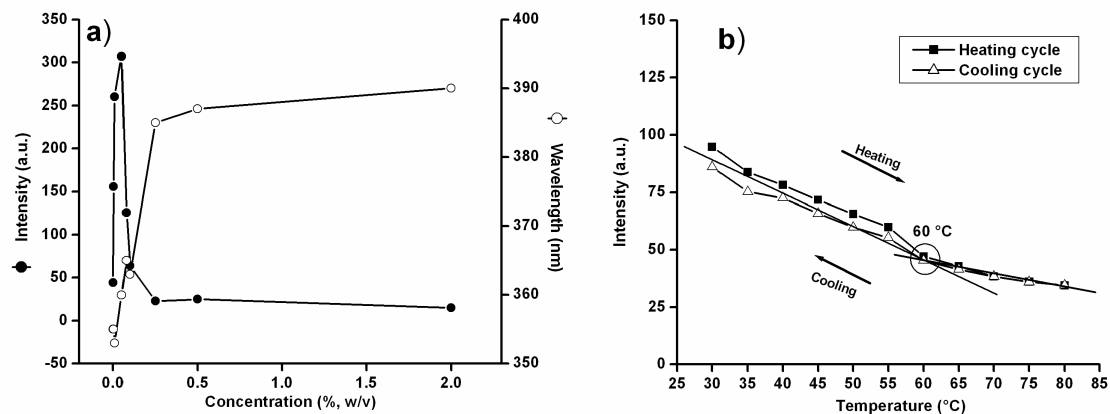 a)
350
300
250
200
150
100
50
0
-50
Intensity (a.u.)
0.0 0.5 1.0 1.5 2.0
Concentration (%, w/v)
400
390
380
370
360
350
Wavelength (nm)
b)
150
125
100
75
50
25
0
Intensity (a.u.)
Heating cycle
Cooling cycle
Heating
60 °C
Cooling
25 30 35 40 45 50 55 60 65 70 75 80 85
Temperature (°C)